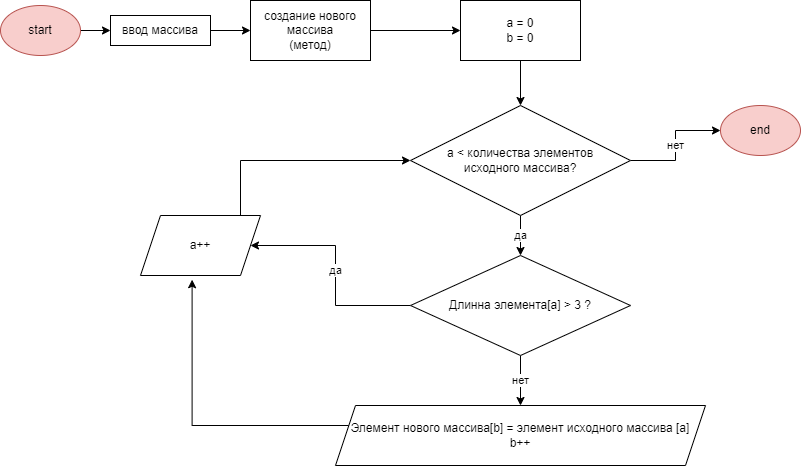 start
ввод массива
создание нового
массива
(метод)
a = 0
b = 0
a < количества элементов
исходного массива?
нет
end
да
a++
да
Длинна элемента[a] > 3 ?
нет
Элемент нового массива[b] = элемент исходного массива [a]
b++